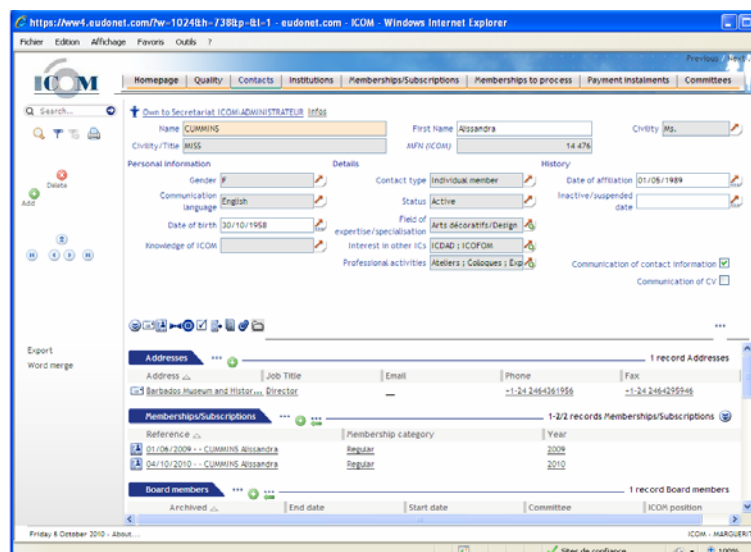 https://ww4.eudonet.com/?w=1024&h=738&p=&l=1 - eudonet.com - ICOM - Windows Internet Explorer
Fichier Edition Affichage Favoris Outils ?
Previous / Next
ICOM
Homepage Quality Contacts Institutions Memberships/Subscriptions Memberships to process Payment instalments Committees
Search...
Own to Secretariat ICOM:ADMINISTRATEUR Infos
Name CUMMINS First Name Alissandra Civility Ms.
Civility/Title MISS MFN (ICOM) 14 476
Personal information Details History
Delete
Add
Gender F Contact type Individual member Date of affiliation 01/05/1989
Communication language English Status Active Inactive/suspended date
Date of birth 30/10/1958 Field of expertise/specialisation Arts décoratifs/Design
Knowledge of ICOM Interest in other ICs ICDAD ; ICOFOM
Professional activities Ateliers ; Colloques ; Exp Communication of contact information
Communication of CV
Export
Word merge
Addresses 1 record Addresses
Address Job Title Email Phone Fax
Barbados Museum and Histor... Director +1-24 2464361956 +1-24 2464295946
Memberships/Subscriptions 1-2/2 records Memberships/Subscriptions
Reference Membership category Year
01/06/2009 - - CUMMINS Alissandra Regular 2009
04/10/2010 - - CUMMINS Alissandra Regular 2010
Board members 1 record Board members
Archived End date Start date Committee ICOM position
Friday 8 October 2010 - About... ICOM - MARGUERIT
Sites de confiance 100%